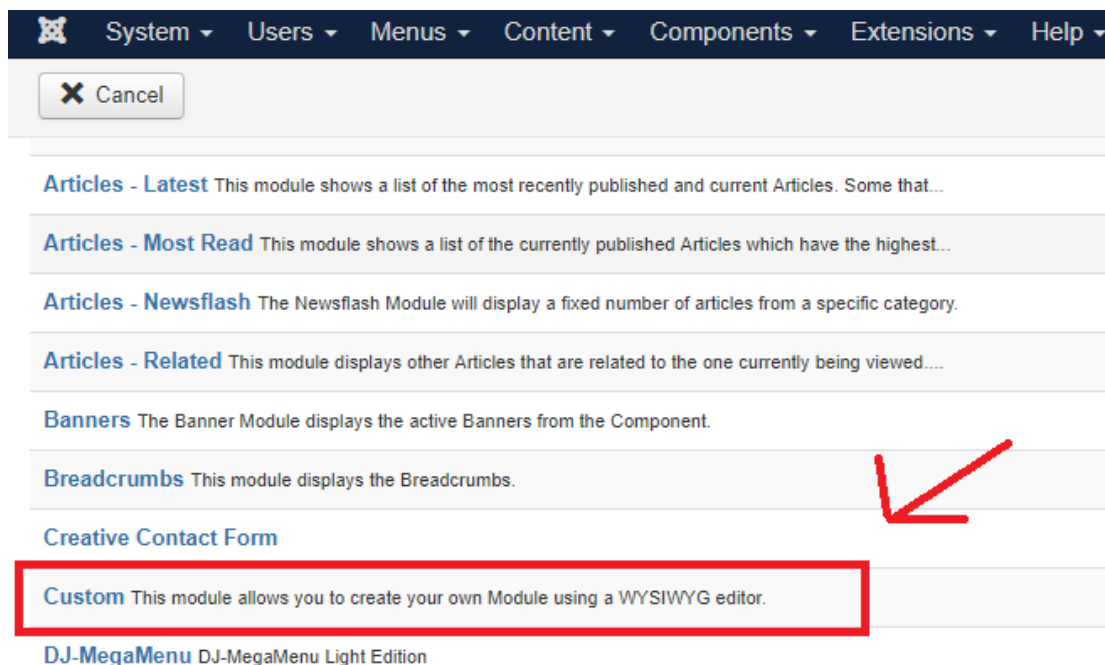 System Users Menus Content Components Extensions Help
Cancel
Articles - Latest This module shows a list of the most recently published and current Articles. Some that...
Articles - Most Read This module shows a list of the currently published Articles which have the highest...
Articles - Newsflash The Newsflash Module will display a fixed number of articles from a specific category.
Articles - Related This module displays other Articles that are related to the one currently being viewed....
Banners The Banner Module displays the active Banners from the Component.
Breadcrumbs This module displays the Breadcrumbs.
Creative Contact Form
Custom This module allows you to create your own Module using a WYSIWYG editor.
DJ-MegaMenu DJ-MegaMenu Light Edition